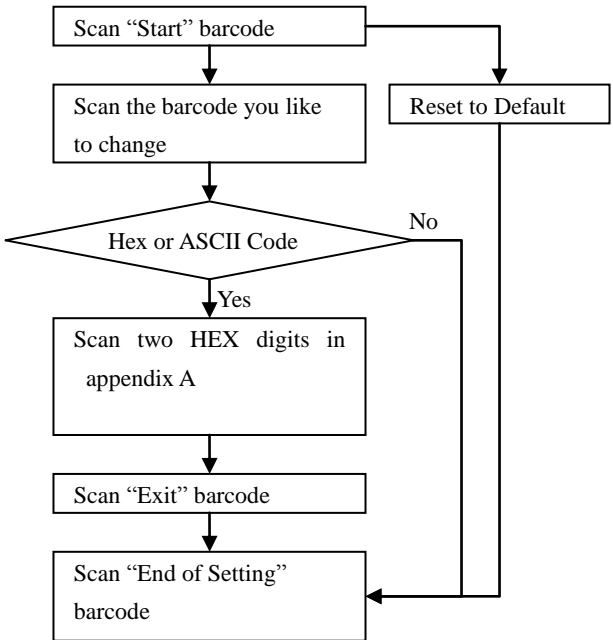 Scan “Start” barcode
Scan the barcode you like
to change
Reset to Default
Hex or ASCII Code
No
Yes
Scan two HEX digits in
appendix A
Scan “Exit” barcode
Scan “End of Setting”
barcode